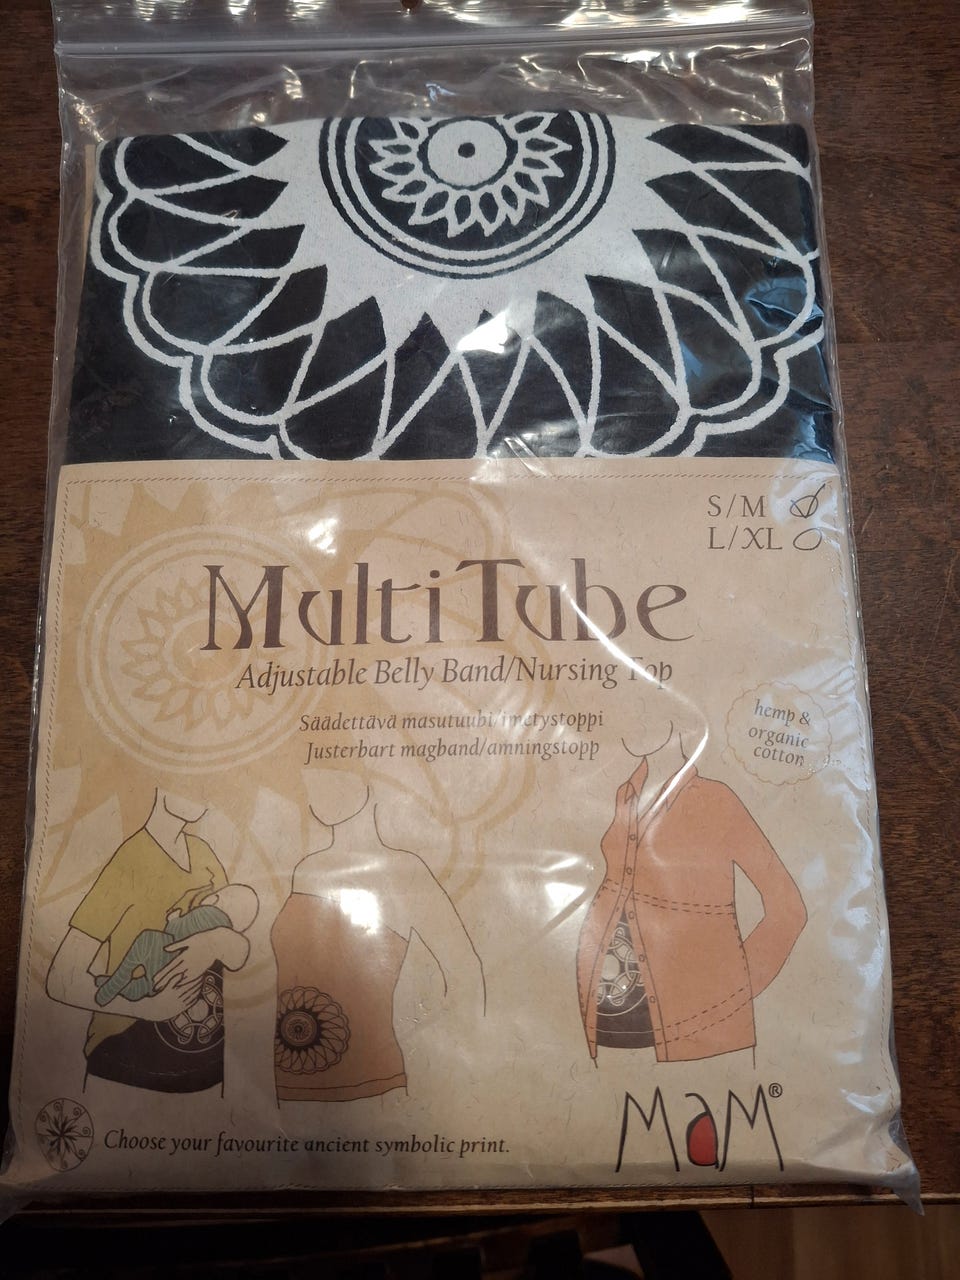 S/M
L/XL
MultiTube
Adjustable Belly Band/Nursing Top
Säädettävä masutuubi/imetystoppi
Justerbart magband/amningstopp
hemp &
organic
cotton
Choose your favourite ancient symbolic print.
MaM®